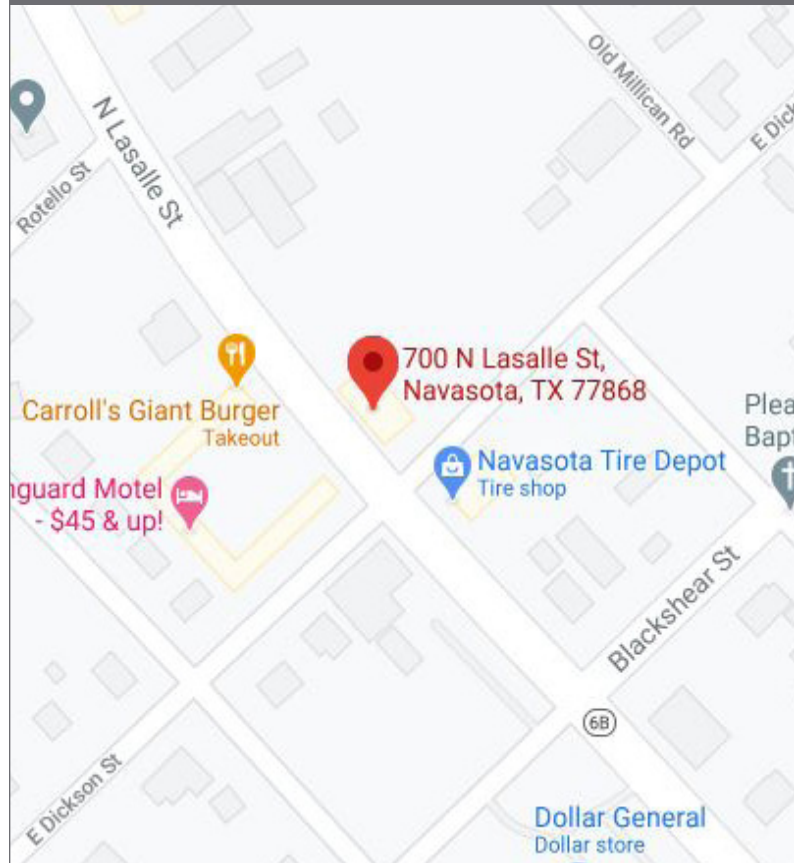 Old Millican Rd
E Dick
N Lasalle St
Rotello St
700 N Lasalle St,
Navasota, TX 77868
Carroll's Giant Burger
Takeout
Plea
Bapt
Navasota Tire Depot
Tire shop
nguard Motel
- $45 & up!
Blackshear St
6B
E Dickson St
Dollar General
Dollar store